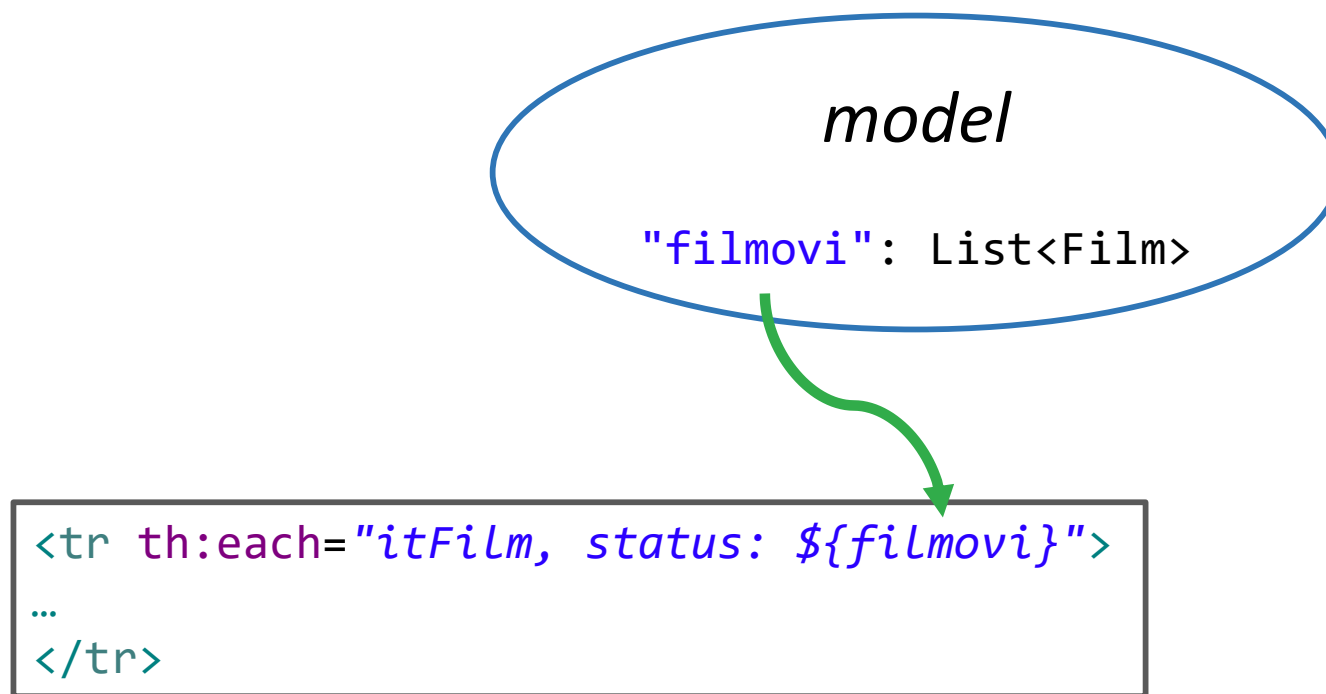 model
"filmovi": List<Film>
<tr th:each="itFilm, status: ${filmovi}">
…
</tr>